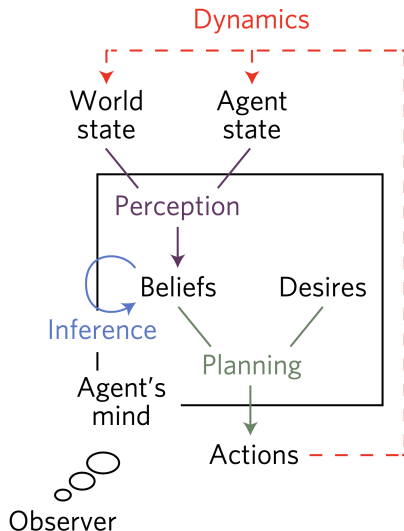 Dynamics
World
state
Agent
state
Perception
Beliefs
Desires
Inference
Planning
Agent's
mind
Actions
Observer